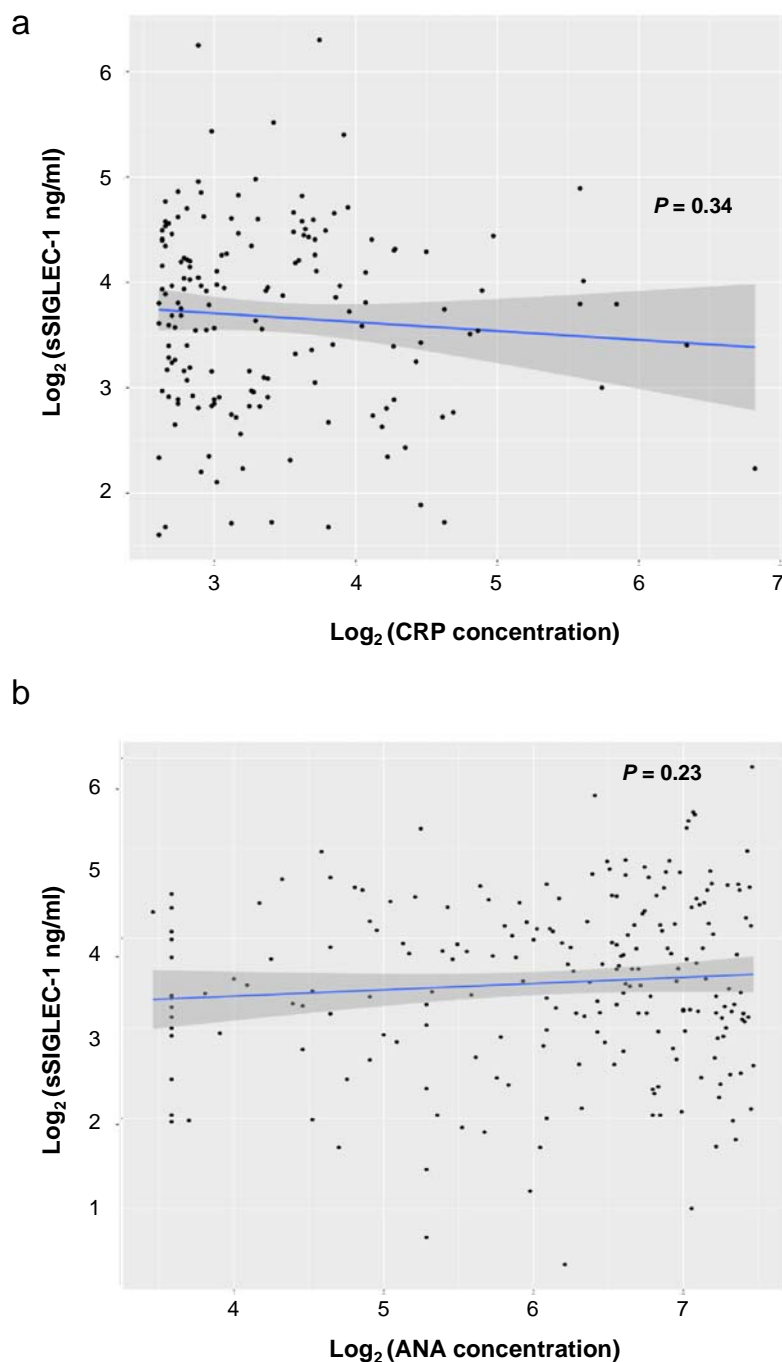 a
6
5
4
3
2
P = 0.34
Log₂ (sSIGLEC-1 ng/ml)
3 4 5 6 7
Log₂ (CRP concentration)
b
P = 0.23
6
5
4
3
2
1
Log₂ (sSIGLEC-1 ng/ml)
4 5 6 7
Log₂ (ANA concentration)